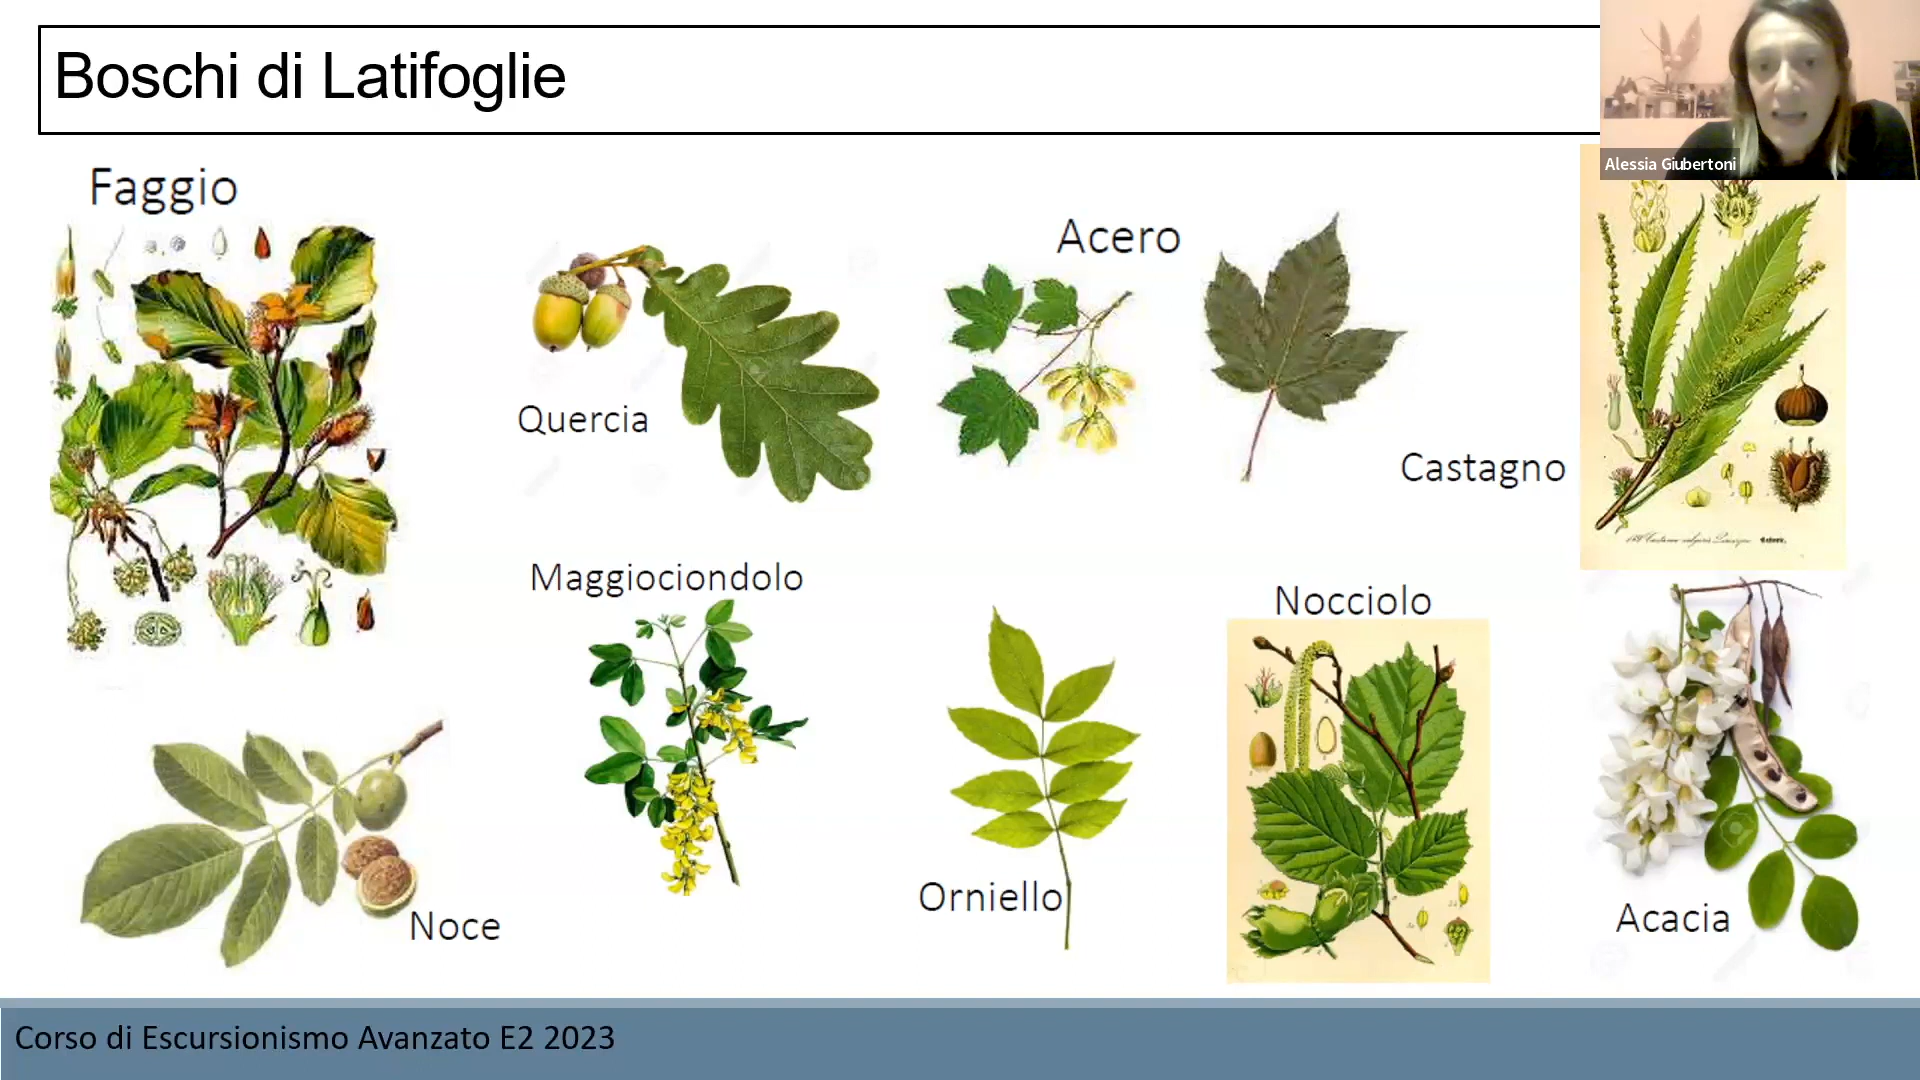 Boschi di Latifoglie
Alessia Giubertoni
Faggio
Acero
Quercia
Castagno
Maggiociondolo
Nocciolo
Orniello
Acacia
Noce
Corso di Escursionismo Avanzato E2 2023